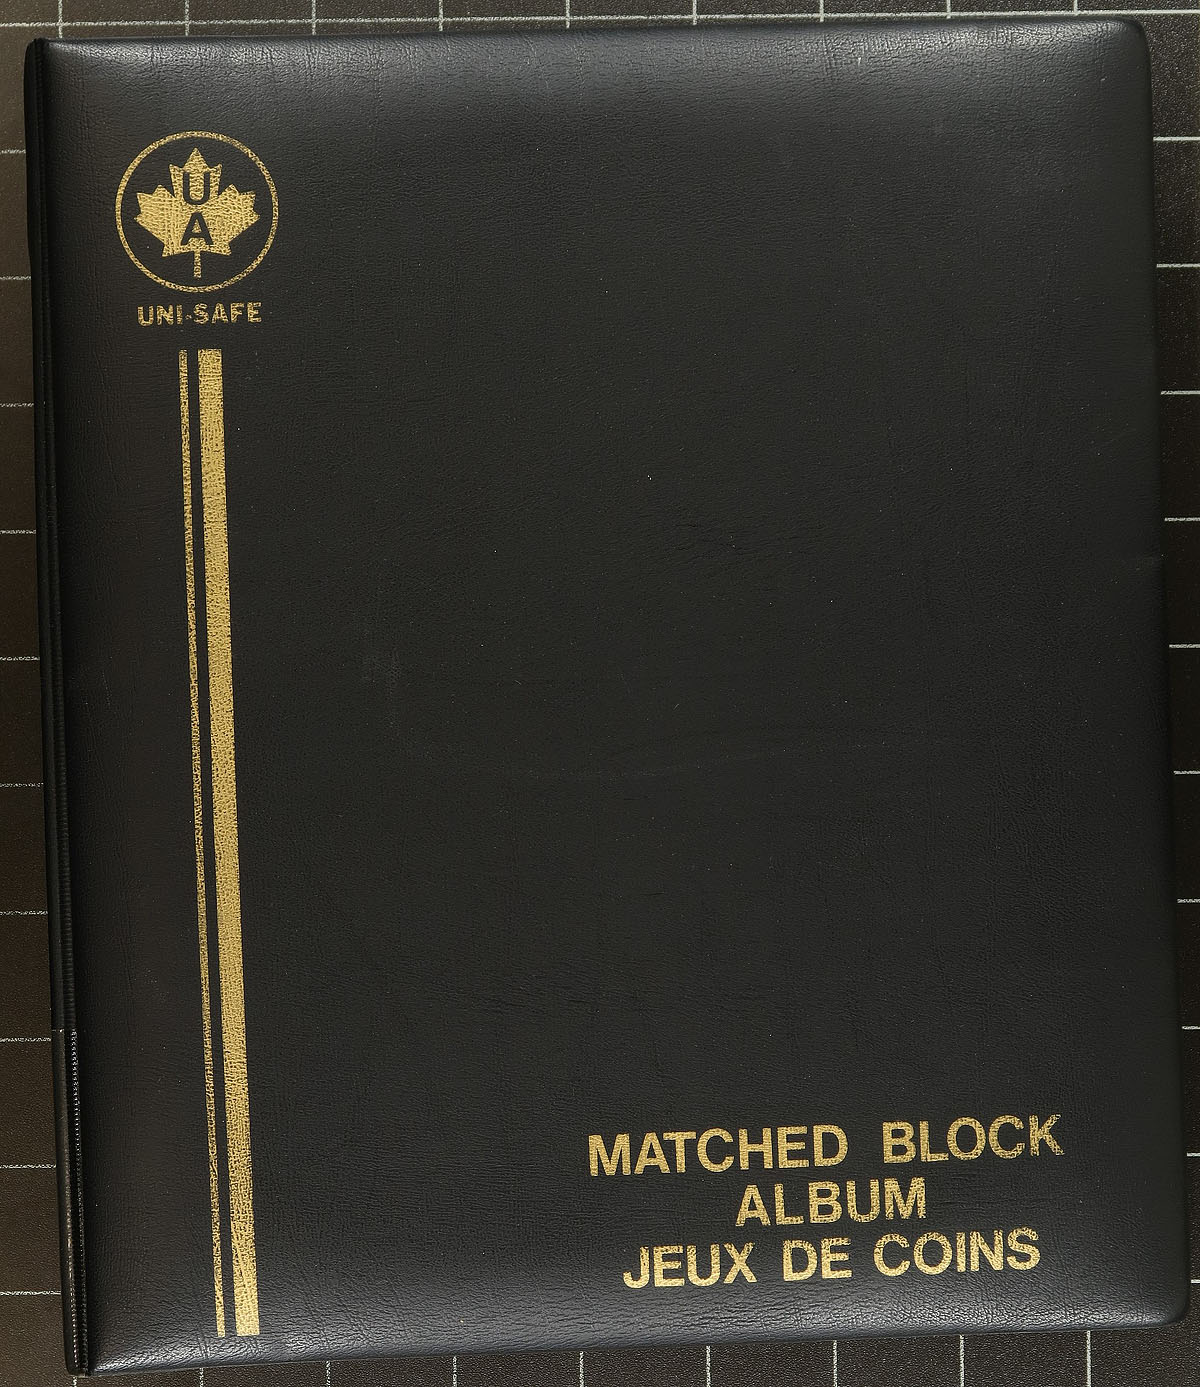 U
A
UNI-SAFE
MATCHED BLOCK
ALBUM
JEUX DE COINS